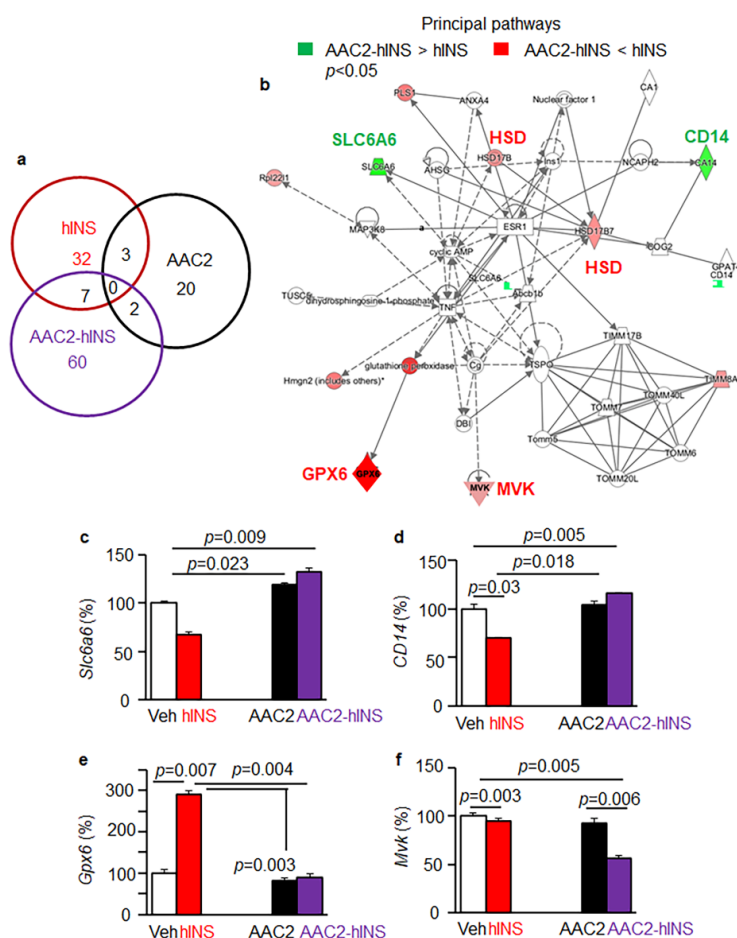 Principal pathways
AAC2-hINS > hINS
AAC2-hINS < hINS
p<0.05
b
PLS1
ANXA4
Nuclear factor 1
CA1
SLC6A6
HSD
CD14
a
HSD17B
Ins1
NCAPH2
CA14
SLC6A6
AHSG
Rpl22l1
hINS
32
3
AAC2
20
7
0
2
AAC2-hINS
60
MAP3K8
a
ESR1
HSD17B7
COG2
cyclic AMP
HSD
GPAT4
CD14
SLC6A6
Abcb1b
dihydrosphingosine-1-phosphate
TNF
TIMM17B
Cg
TSPO
glutathione peroxidase
Hmgn2 (includes others)*
TIMM8A
TOMM40L
TOMM7
DBI
Tomm5
TOMM6
TOMM20L
GPX6
GPX6
MVK
MVK
c
p=0.009
p=0.023
150
100
50
0
Slc6a6 (%)
Veh hINS
AAC2 AAC2-hINS
d
p=0.005
p=0.018
p=0.03
150
100
50
0
CD14 (%)
Veh hINS
AAC2 AAC2-hINS
e
p=0.007
p=0.004
p=0.003
300
200
100
0
Gpx6 (%)
Veh hINS
AAC2 AAC2-hINS
f
p=0.005
p=0.003
p=0.006
150
100
50
0
Mvk (%)
Veh hINS
AAC2 AAC2-hINS